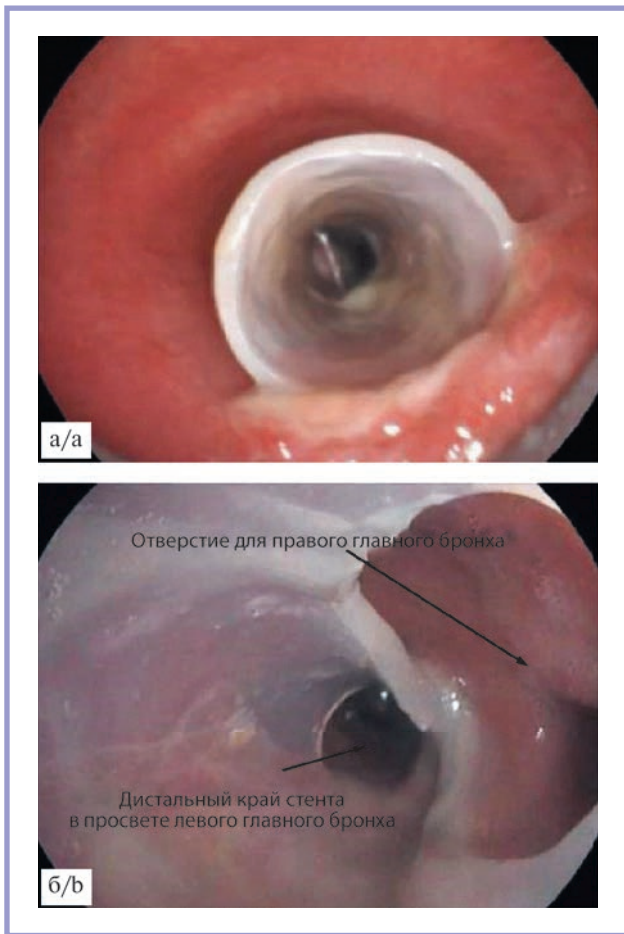 а/a
Отверстие для правого главного бронха
Дистальный край стента
в просвете левого главного бронха
б/b